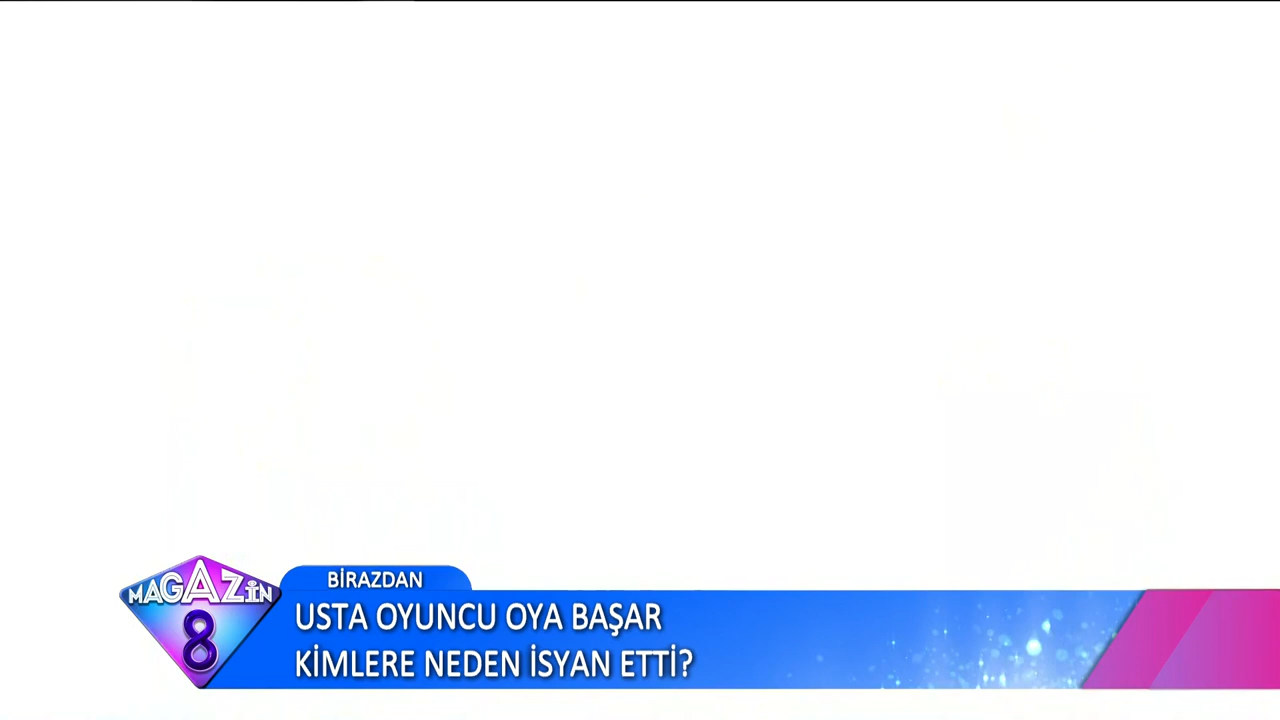 BİRAZDAN
MAGAZİN
8
USTA OYUNCU OYA BAŞAR
KİMLERE NEDEN İSYAN ETTİ?